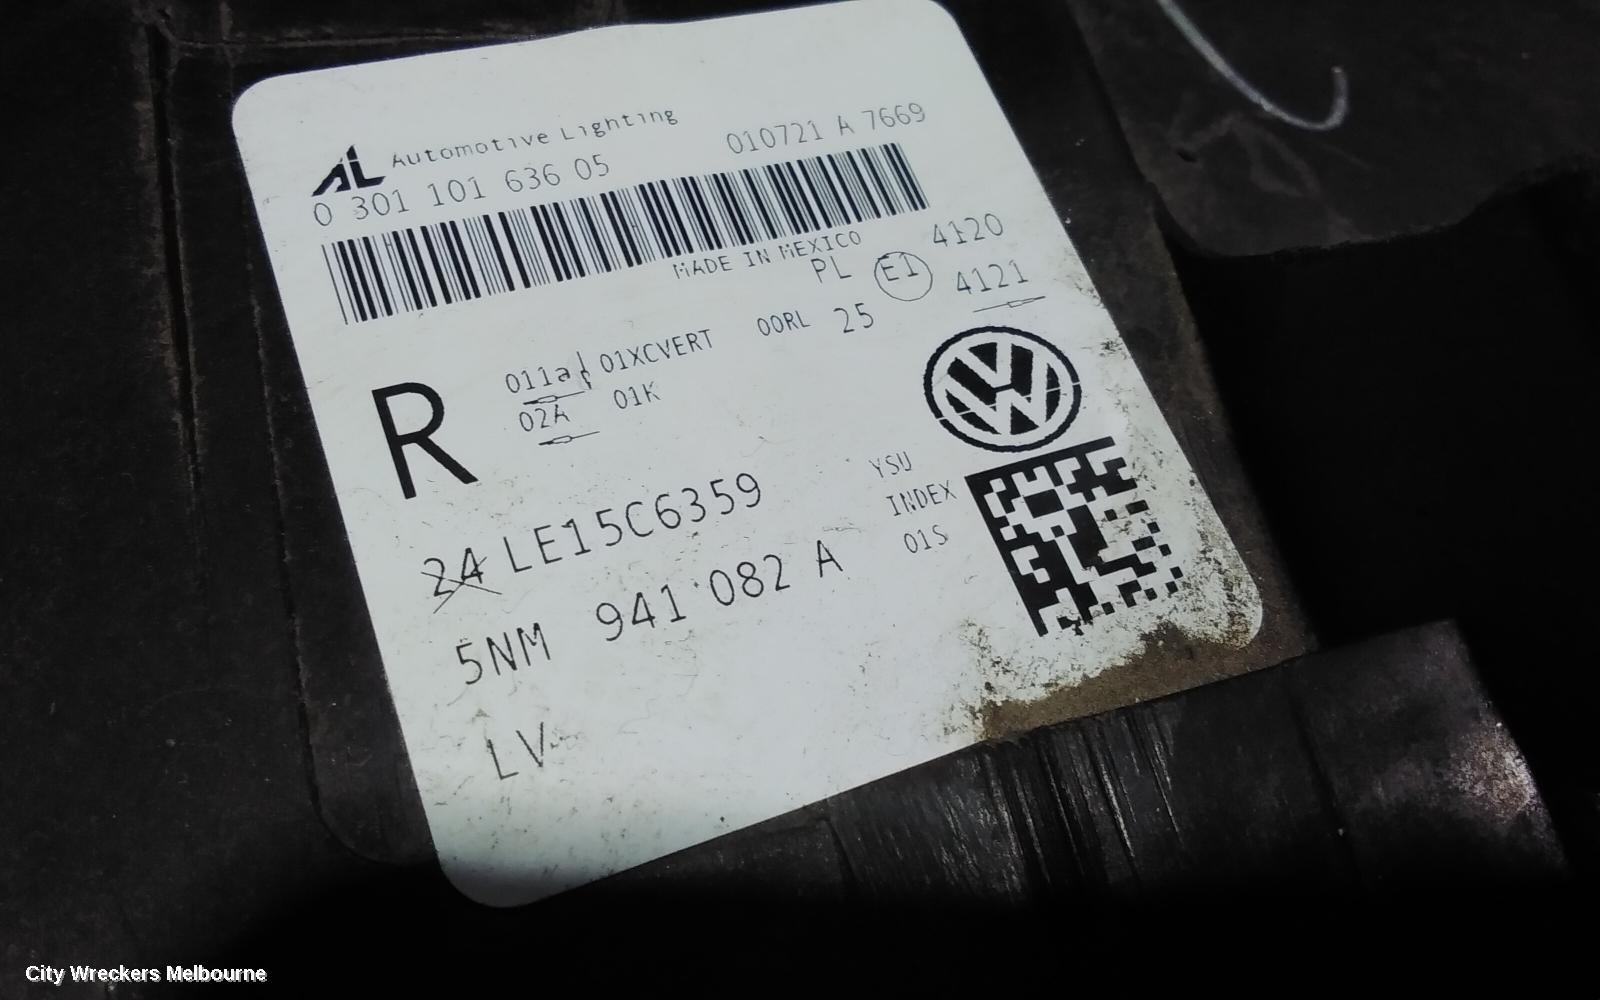 AL Automotive Lighting
0 301 101 636 05 010721 A 7669
MADE IN MEXICO
PL E1 4120
4121
011a 01XCVERT 00RL 25
R
02A 01K
YSU
INDEX
01S
24 LE15C6359
5NM 941 082 A
LV
City Wreckers Melbourne